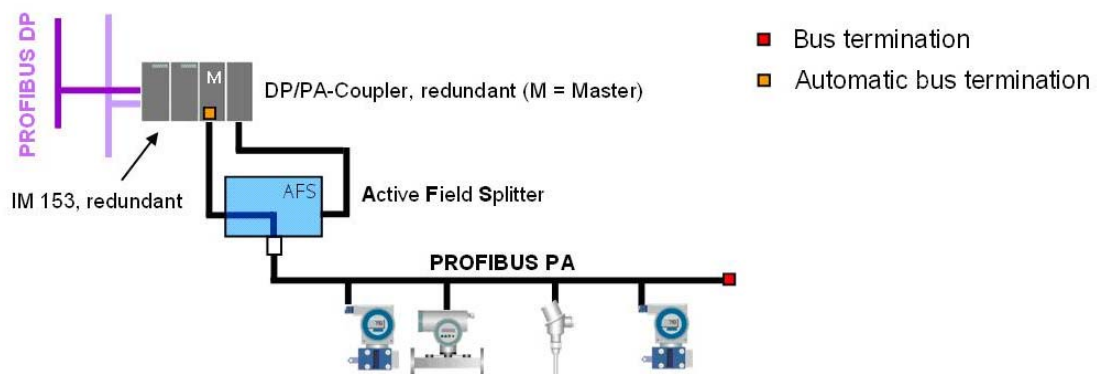 PROFIBUS DP
M
DP/PA-Coupler, redundant (M = Master)
IM 153, redundant
AFS
Active Field Splitter
PROFIBUS PA
Bus termination
Automatic bus termination